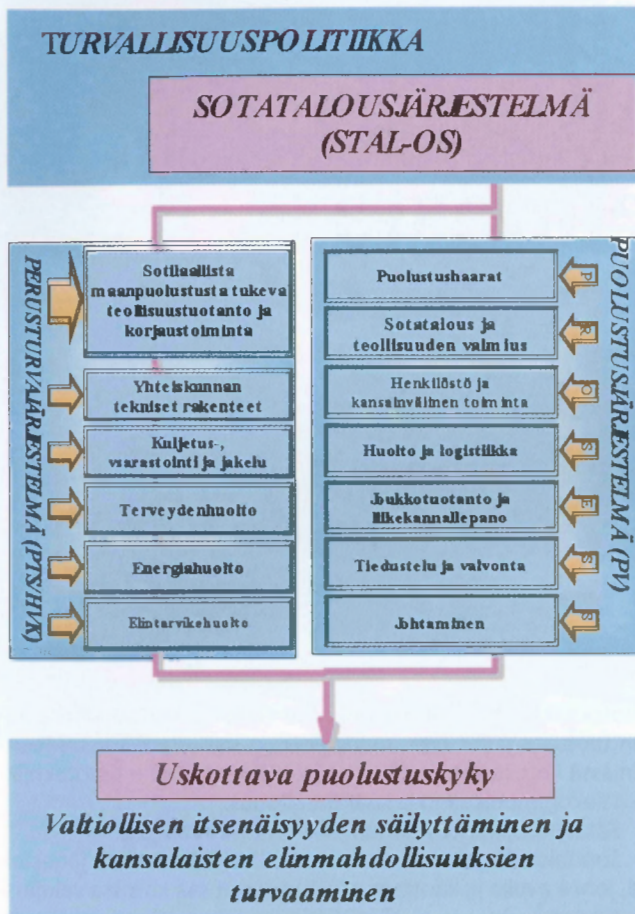 TURVALLISUUSPOLITIIKKA
SOTATALOUSJÄRJESTELMÄ
(STAL-OS)
PERUSTURVAJÄRJESTELMÄ (PTS/HVK)
Sotilaallista
maanpuolustusta tukeva
teollisuustuotanto ja
korjaustoiminta
Yhteiskunnan
tekniset rakenteet
Kuljetus-,
varastointi ja jakelu
Terveydenhuolto
Energiahuolto
Elintarvikehuolto
Puolustushaarat
Sotatalous ja
teollisuuden valmius
Henkilöstö ja
kansainvälinen toiminta
Huolto ja logistiikka
Joukkotuotanto ja
liikekannallepano
Tiedustelu ja valvonta
Johtaminen
P
R
O
S
E
S
S
PUOLUSTUSJÄRJESTELMÄ (PV)
Uskottava puolustuskyky
Valtiollisen itsenäisyyden säilyttäminen ja
kansalaisten elinmahdollisuuksien
turvaaminen